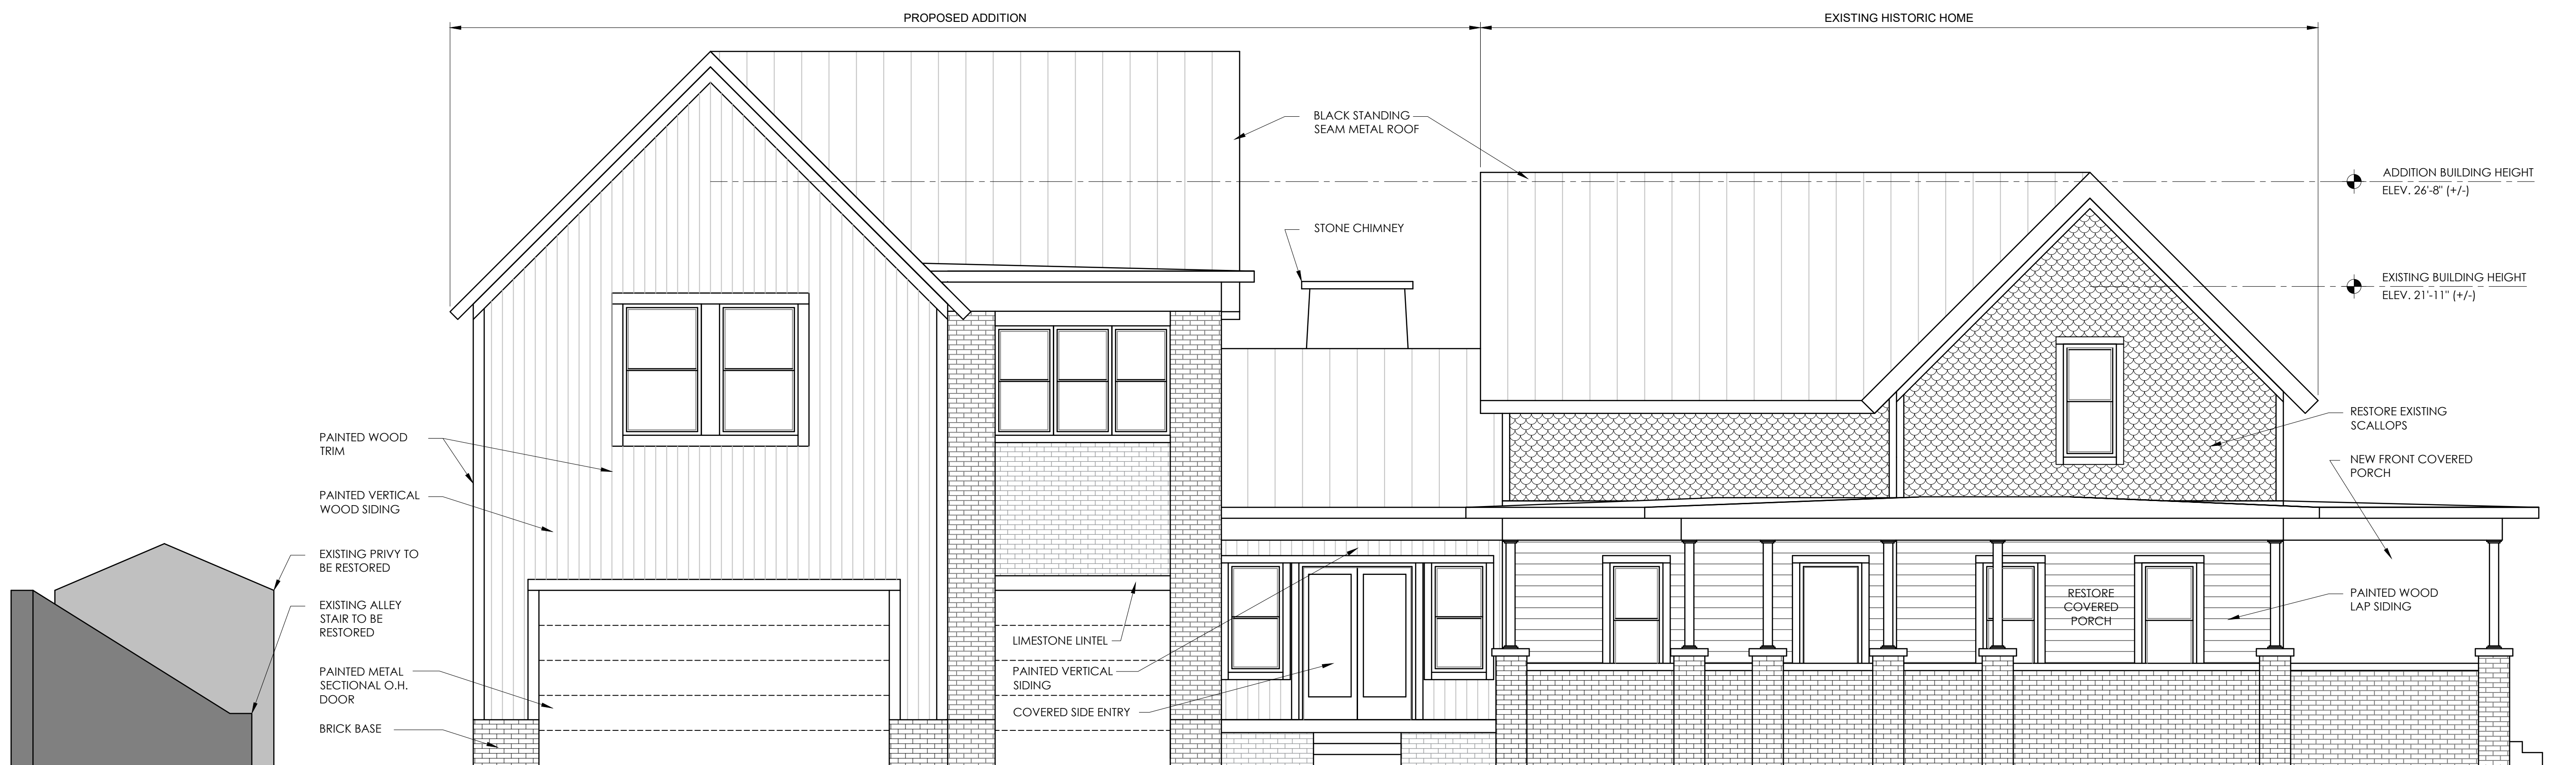 PROPOSED ADDITION
EXISTING HISTORIC HOME
BLACK STANDING
SEAM METAL ROOF
ADDITION BUILDING HEIGHT
ELEV. 26'-8" (+/-)
STONE CHIMNEY
EXISTING BUILDING HEIGHT
ELEV. 21'-11" (+/-)
PAINTED WOOD
TRIM
PAINTED VERTICAL
WOOD SIDING
EXISTING PRIVY TO
BE RESTORED
EXISTING ALLEY
STAIR TO BE
RESTORED
PAINTED METAL
SECTIONAL O.H.
DOOR
BRICK BASE
LIMESTONE LINTEL
PAINTED VERTICAL
SIDING
COVERED SIDE ENTRY
RESTORE
COVERED
PORCH
RESTORE EXISTING
SCALLOPS
NEW FRONT COVERED
PORCH
PAINTED WOOD
LAP SIDING